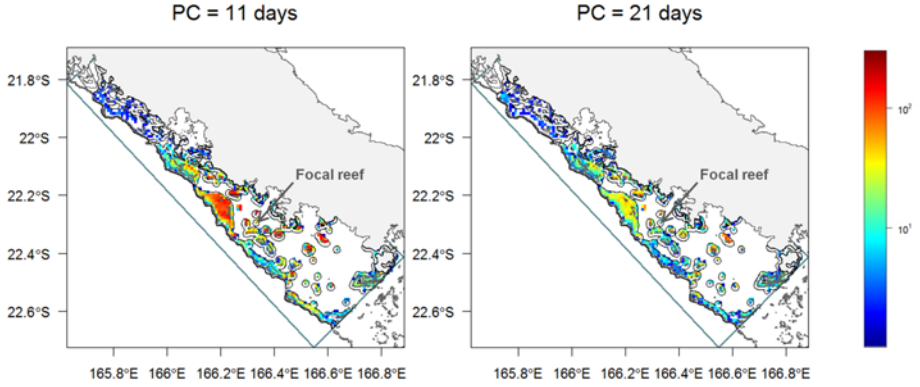 PC = 11 days
PC = 21 days
21.8°S
22°S
22.2°S
22.4°S
22.6°S
165.8°E 166°E 166.2°E 166.4°E 166.6°E 166.8°E
Focal reef
21.8°S
22°S
22.2°S
22.4°S
22.6°S
165.8°E 166°E 166.2°E 166.4°E 166.6°E 166.8°E
Focal reef
10²
10¹